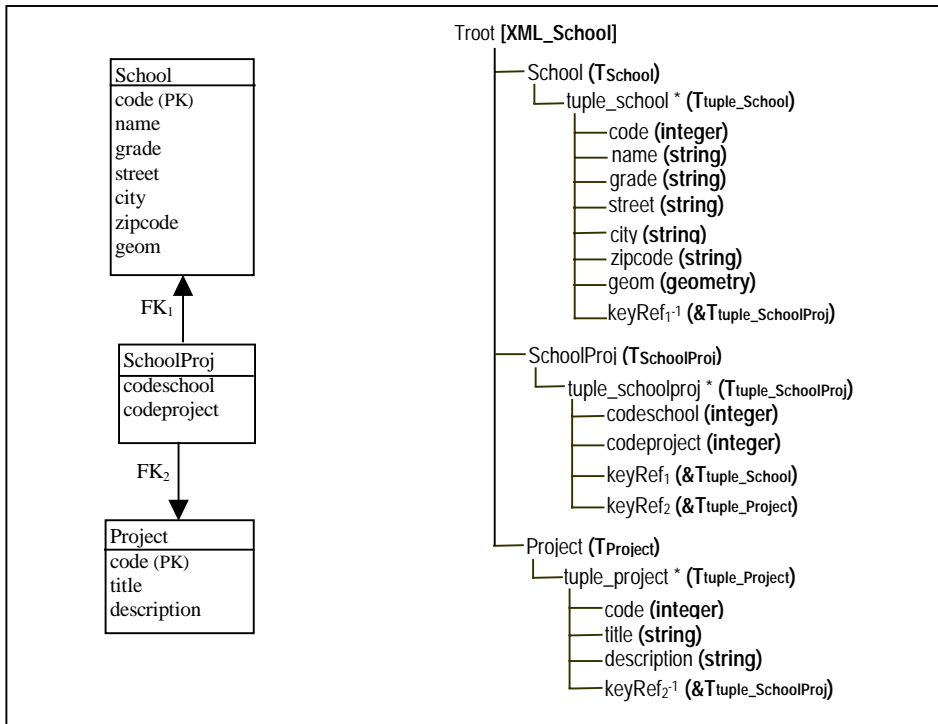 School
code (PK)
name
grade
street
city
zipcode
geom
FK1
SchoolProj
codeschool
codeproject
FK2
Project
code (PK)
title
description
Troot [XML_School]
School (TSchool)
tuple_school * (Ttuple_School)
code (integer)
name (string)
grade (string)
street (string)
city (string)
zipcode (string)
geom (geometry)
keyRef1-1 (&Ttuple_SchoolProj)
SchoolProj (TSchoolProj)
tuple_schoolproj * (Ttuple_SchoolProj)
codeschool (integer)
codeproject (integer)
keyRef1 (&Ttuple_School)
keyRef2 (&Ttuple_Project)
Project (TProject)
tuple_project * (Ttuple_Project)
code (integer)
title (string)
description (string)
keyRef2-1 (&Ttuple_SchoolProj)